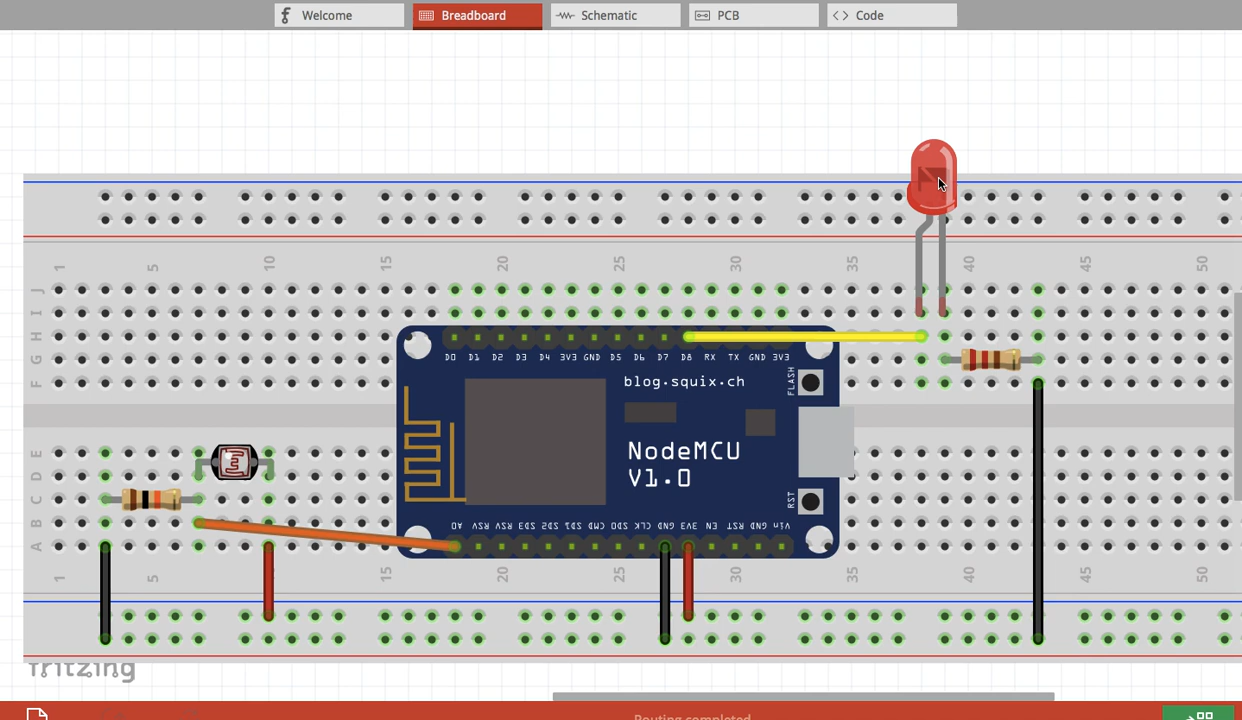 Welcome
Breadboard
Schematic
PCB
Code
1 5 10 15 20 25 30 35 40 45 50
J
I
H
G
F
D0 D1 D2 D3 D4 3V3 GND D5 D6 D7 D8 RX TX GND 3V3
blog.squix.ch
FLASH
NodeMCU
V1.0
RST
E
D
C
B
A
A0 RSV RSV SD3 SD2 SD1 CMD SD0 CLK GND 3V3 EN RST GND Vin
1 5 15 20 25 30 35 40 45 50
fritzing
Routing completed